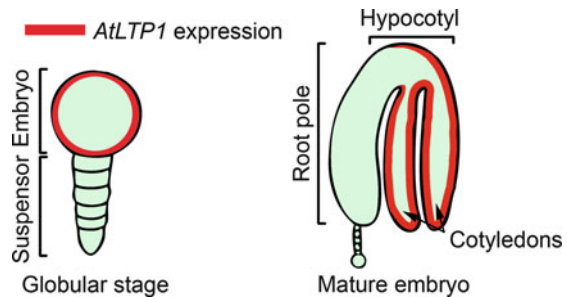 AtLTP1 expression
Hypocotyl
Embryo
Suspensor
Root pole
Cotyledons
Globular stage
Mature embryo